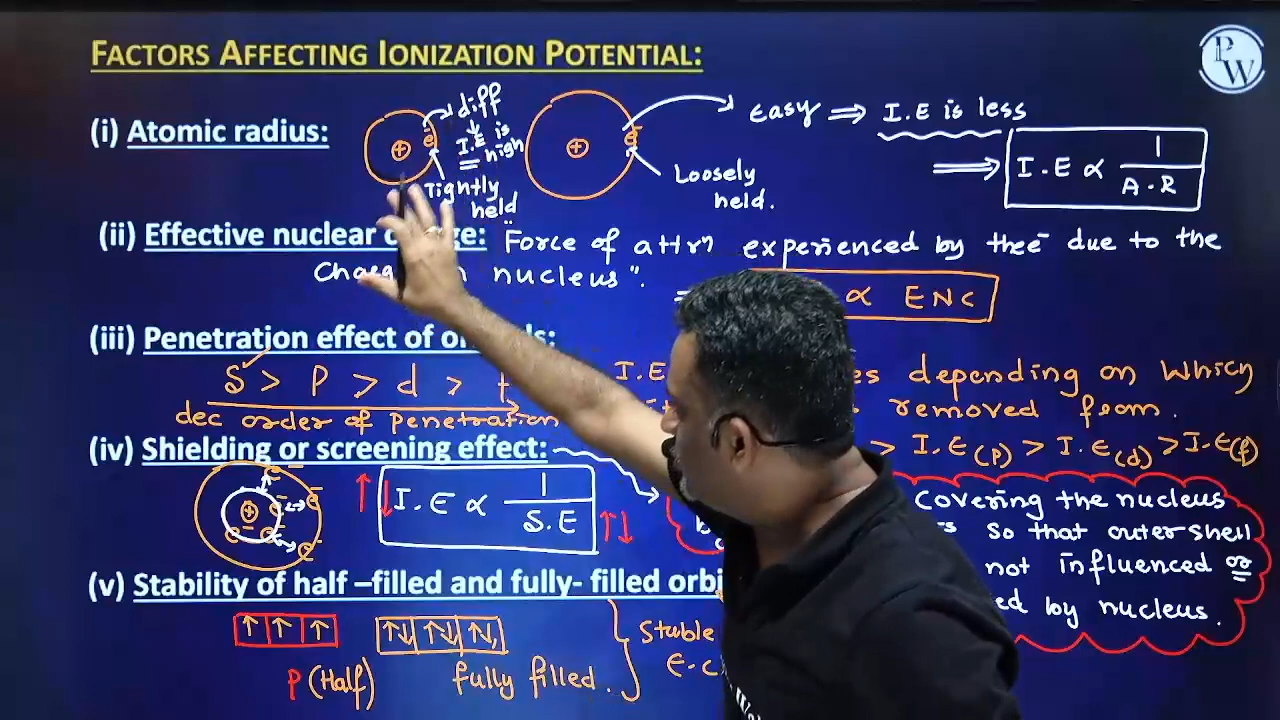 FACTORS AFFECTING IONIZATION POTENTIAL:
PW
(i) Atomic radius:
diff
I.E is high
Tightly held
Easy ⇒ I.E is less
Loosely held.
⇒ I.E ∝ 1/A.R
(ii) Effective nuclear
"Force of attrⁿ experienced by the e⁻ due to the
nucleus".
∝ ENC
(iii) Penetration effect of
S > P > d >
dec order of penetration
I.E
depending on which
removed from.
> I.E(p) > I.E(d) > I.E(f)
(iv) Shielding or screening effect:
↑↓ I.E ∝ 1/S.E ↑↓
covering the nucleus
so that outer shell
not influenced or
by nucleus.
(v) Stability of half –filled and fully- filled
P (Half)
fully filled.
Stable
E.C